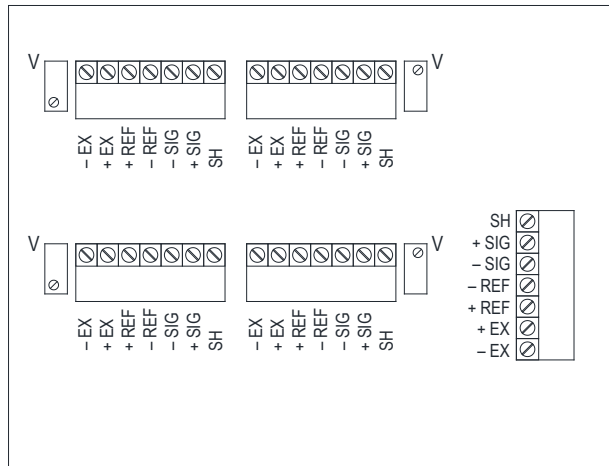 V
V
– EX
+ EX
+ REF
– REF
– SIG
+ SIG
SH
– EX
+ EX
+ REF
– REF
– SIG
+ SIG
SH
V
V
– EX
+ EX
+ REF
– REF
– SIG
+ SIG
SH
– EX
+ EX
+ REF
– REF
– SIG
+ SIG
SH
SH
+ SIG
– SIG
– REF
+ REF
+ EX
– EX